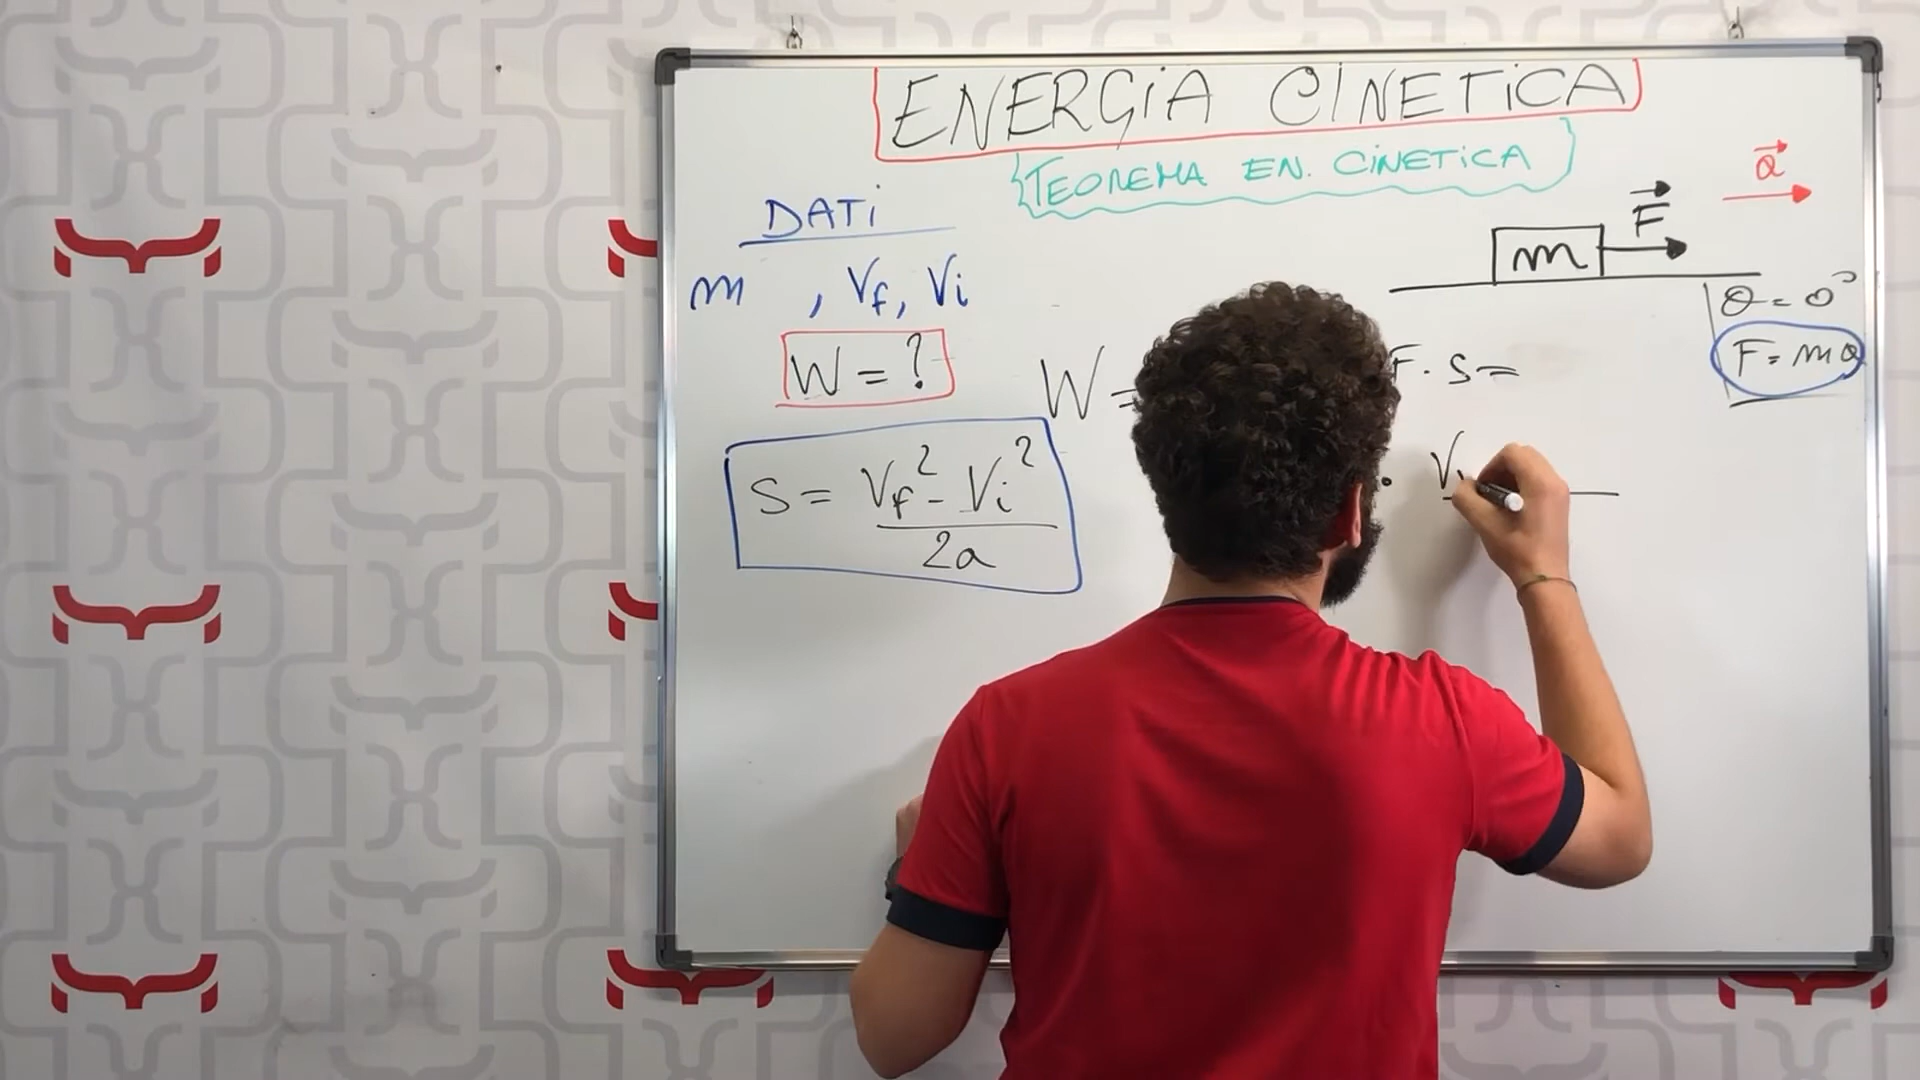 ENERGIA CINETICA
TEOREMA EN. CINETICA
DATI
m , Vf, Vi
W = ?
S = Vf² - Vi² / 2a
a
F
m
θ = 0°
F = ma
W =
F · S =
· V